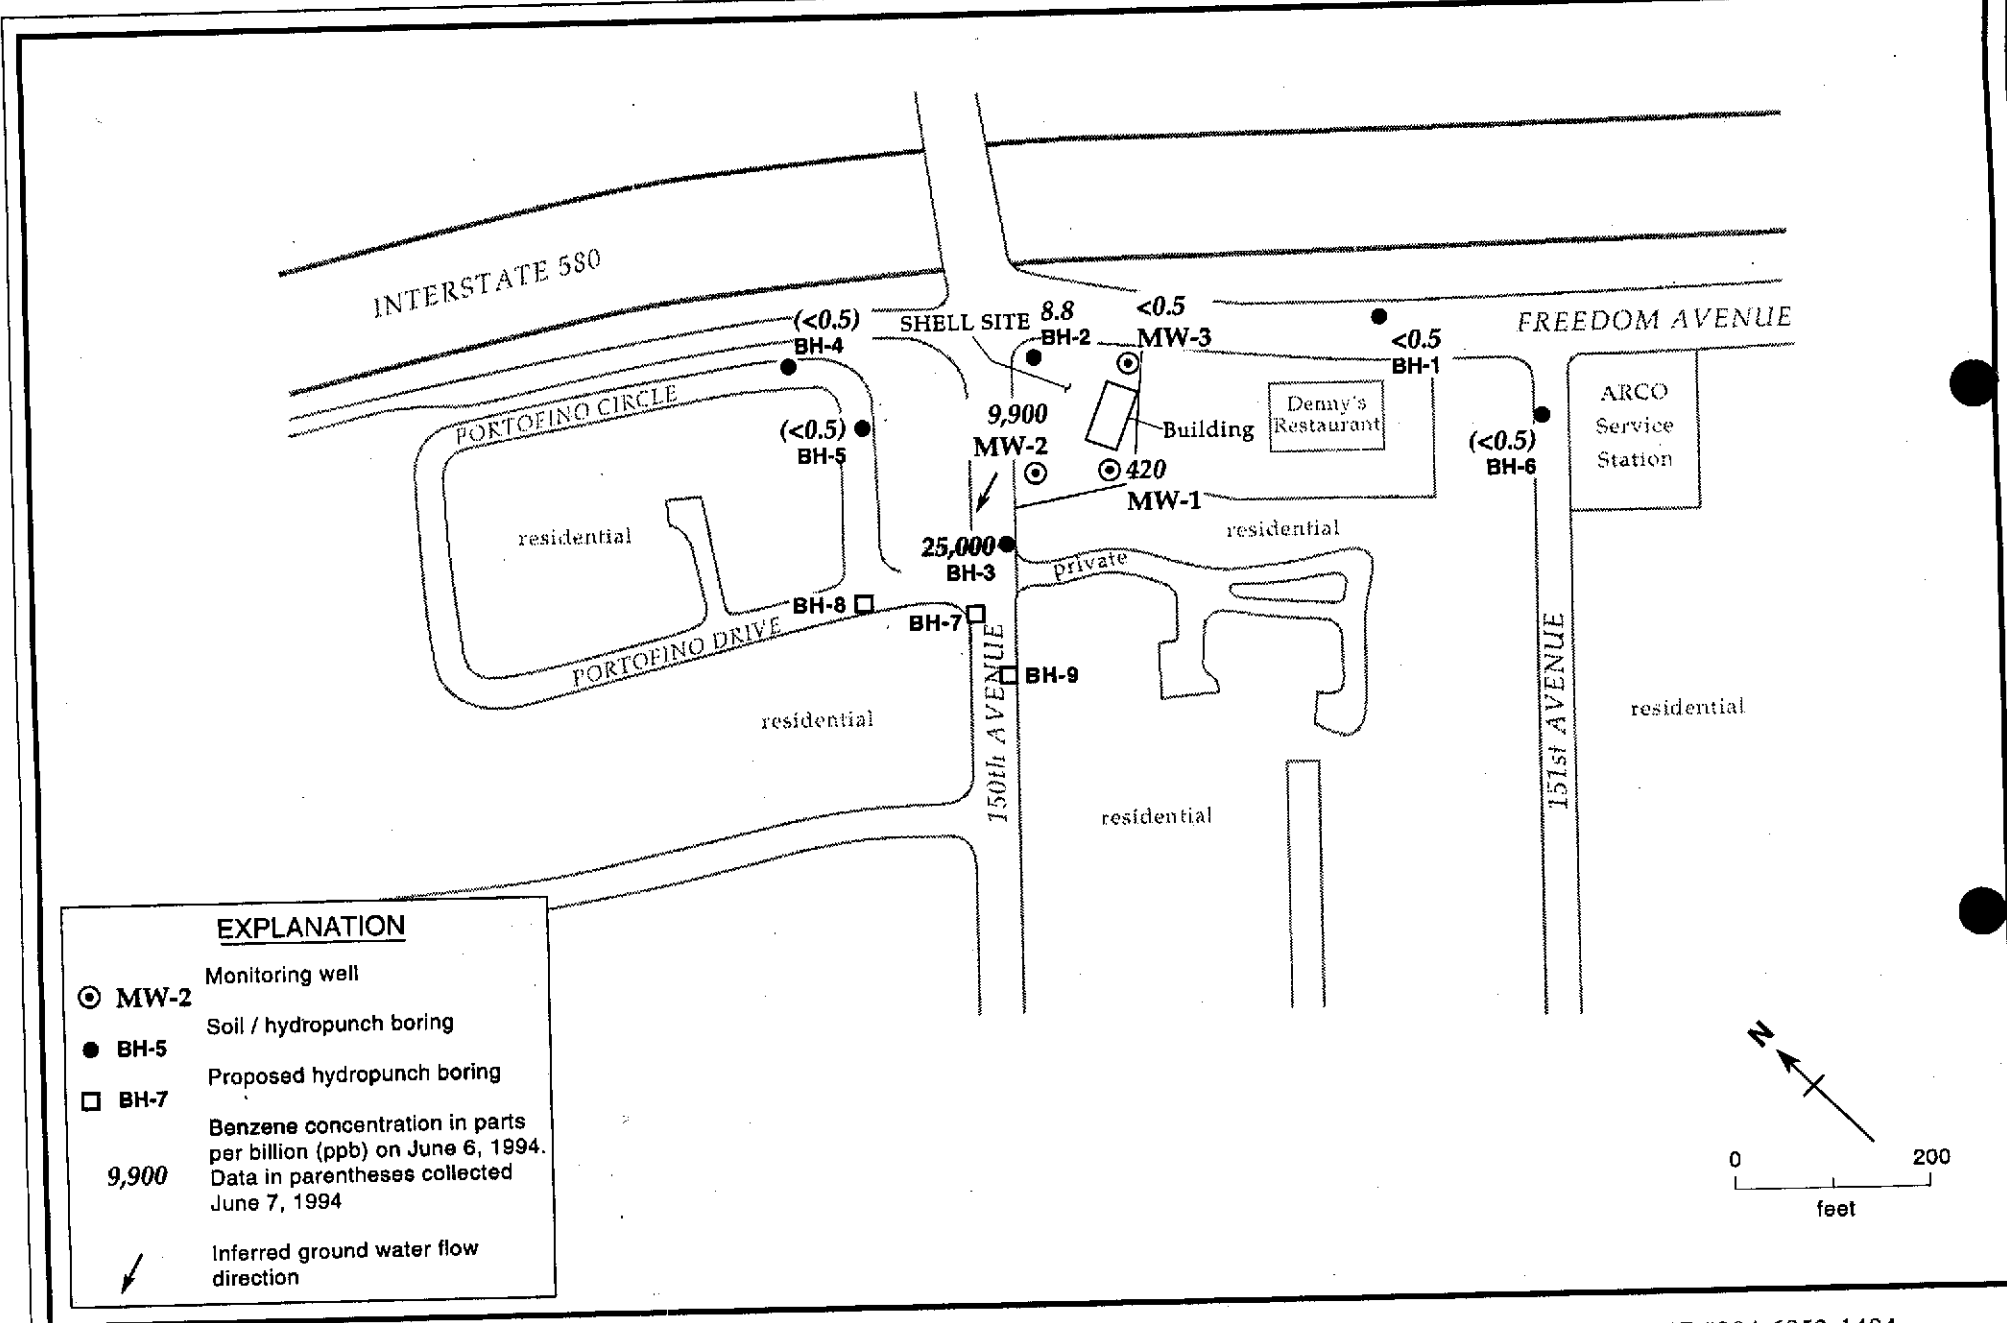 INTERSTATE 580
(<0.5)
BH-4
SHELL SITE
8.8
BH-2
<0.5
MW-3
<0.5
BH-1
FREEDOM AVENUE
PORTOFINO CIRCLE
(<0.5)
BH-5
9,900
MW-2
Building
Denny's
Restaurant
(<0.5)
BH-6
ARCO
Service
Station
420
MW-1
residential
residential
25,000
BH-3
private
BH-8
BH-7
PORTOFINO DRIVE
BH-9
150th AVENUE
151st AVENUE
residential
residential
residential
EXPLANATION
Monitoring well
MW-2
Soil / hydropunch boring
BH-5
Proposed hydropunch boring
BH-7
Benzene concentration in parts
per billion (ppb) on June 6, 1994.
9,900 Data in parentheses collected
June 7, 1994
Inferred ground water flow
direction
N
0 200
feet